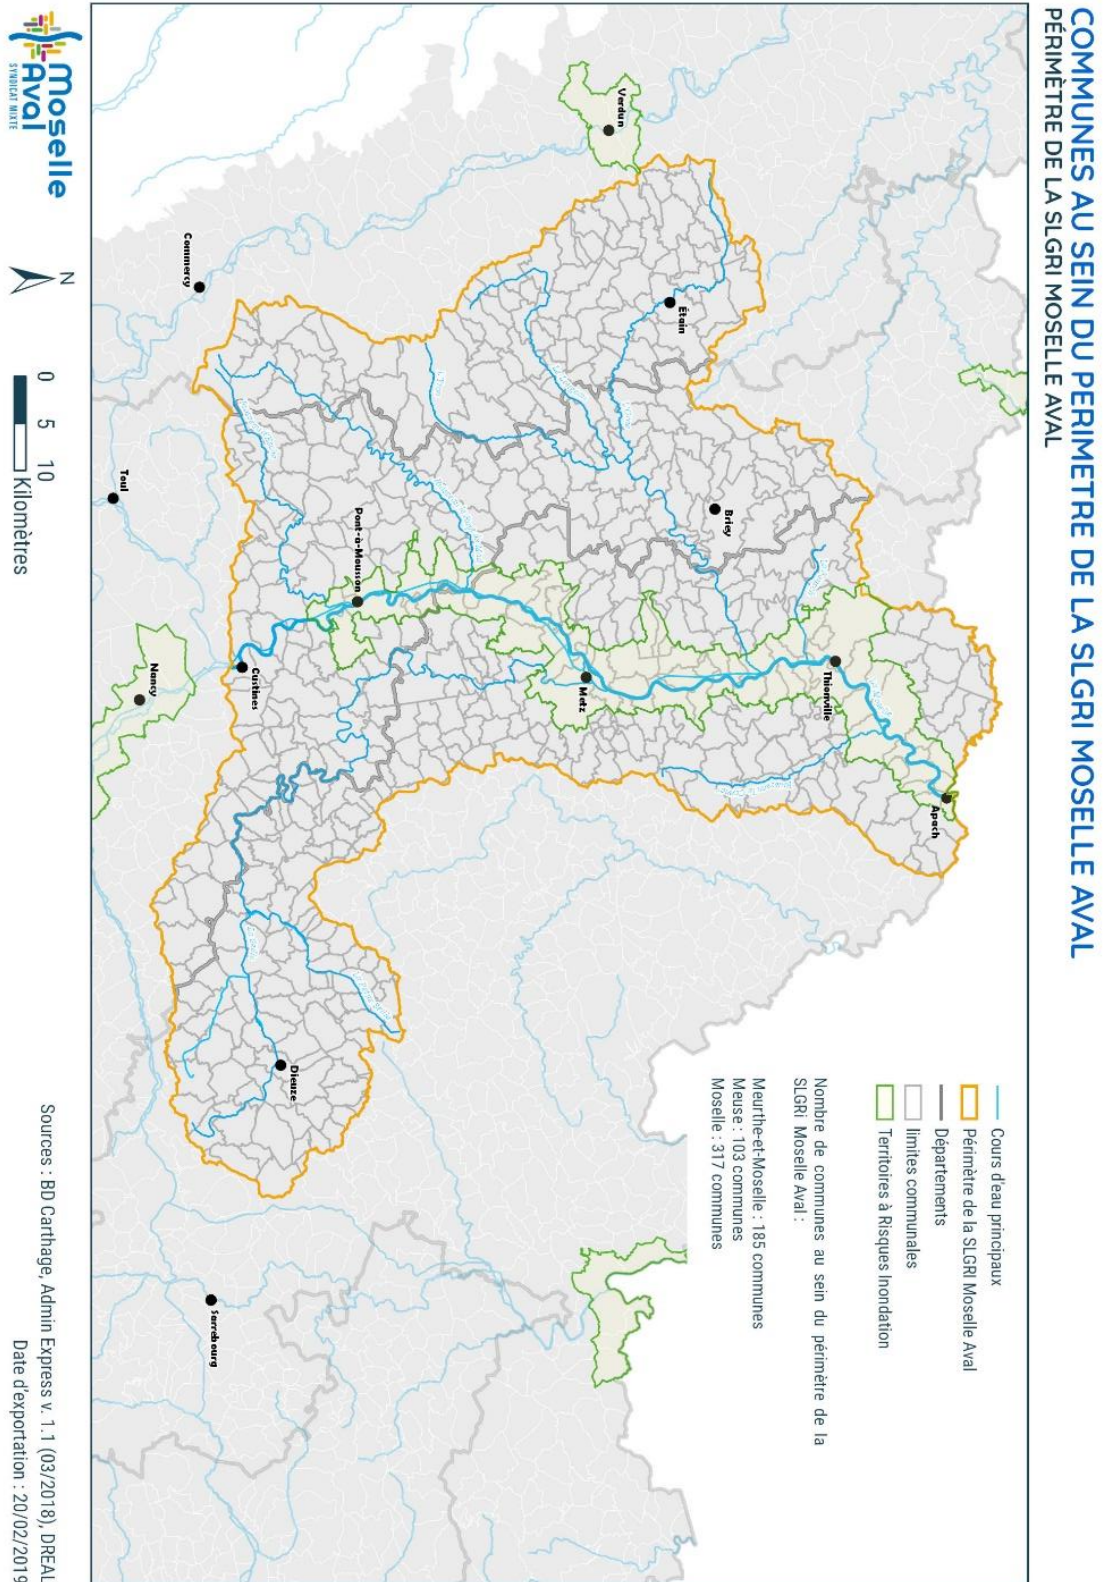 COMMUNES AU SEIN DU PERIMETRE DE LA SLGRI MOSELLE AVAL
PÉRIMÈTRE DE LA SLGRI MOSELLE AVAL
Cours d'eau principaux
Périmètre de la SLGRI Moselle Aval
Départements
limites communales
Territoires à Risques Inondation
Nombre de communes au sein du périmètre de la
SLGRi Moselle Aval :
Meurthe-et-Moselle : 185 communes
Meuse : 103 communes
Moselle : 317 communes
Verdun
Étain
Briey
Thionville
Apach
Metz
Pont-à-Mousson
Custines
Commercy
Toul
Nancy
Dieuze
Sarrebourg
Moselle
Aval
SYNDICAT MIXTE
N
0 5 10
Kilomètres
Sources : BD Carthage, Admin Express v. 1.1 (03/2018), DREAL
Date d'exportation : 20/02/2019